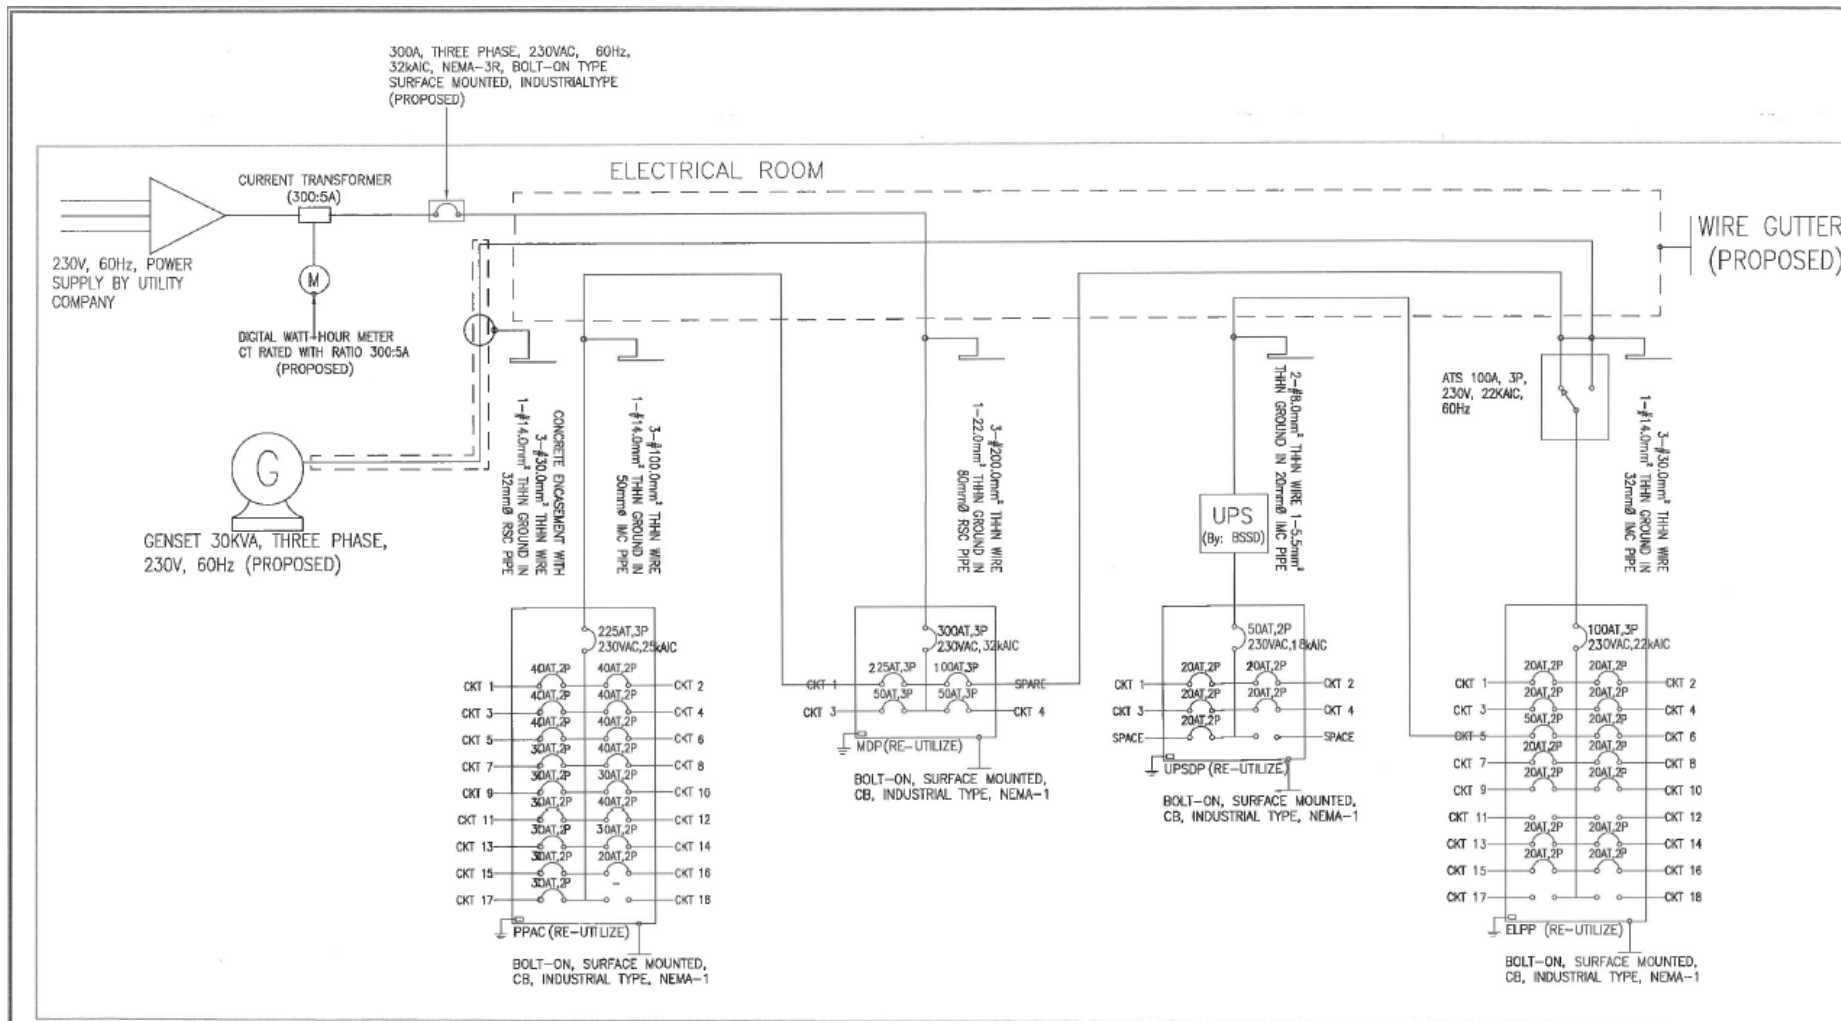 300A, THREE PHASE, 230VAC, 60Hz,
32kAIC, NEMA-3R, BOLT-ON TYPE
SURFACE MOUNTED, INDUSTRIALTYPE
(PROPOSED)
ELECTRICAL ROOM
CURRENT TRANSFORMER
(300:5A)
WIRE GUTTER
(PROPOSED)
230V, 60Hz, POWER
SUPPLY BY UTILITY
COMPANY
M
DIGITAL WATT-HOUR METER
CT RATED WITH RATIO 300:5A
(PROPOSED)
G
GENSET 30KVA, THREE PHASE,
230V, 60Hz (PROPOSED)
CONCRETE ENCASEMENT WITH
3-#30.0mm² THHN WIRE
1-#14.0mm² THHN GROUND IN
32mmØ RSC PIPE
3-#100.0mm² THHN WIRE
1-#14.0mm² THHN GROUND IN
50mmØ IMC PIPE
3-#200.0mm² THHN WIRE
1-22.0mm² THHN GROUND IN
80mmØ RSC PIPE
2-#8.0mm² THHN WIRE 1-5.5mm²
THHN GROUND IN 20mmØ IMC PIPE
UPS
(By: BSSD)
ATS 100A, 3P,
230V, 22KAIC,
60Hz
3-#30.0mm² THHN WIRE
1-#14.0mm² THHN GROUND IN
32mmØ IMC PIPE
225AT,3P
230VAC,25kAIC
40AT,2P 40AT,2P
CKT 1 CKT 2
40AT,2P 40AT,2P
CKT 3 CKT 4
40AT,2P 40AT,2P
CKT 5 CKT 6
30AT,2P 40AT,2P
CKT 7 CKT 8
30AT,2P 30AT,2P
CKT 9 CKT 10
30AT,2P 40AT,2P
CKT 11 CKT 12
30AT,2P 30AT,2P
CKT 13 CKT 14
30AT,2P 20AT,2P
CKT 15 CKT 16
30AT,2P -
CKT 17 CKT 18
PPAC (RE-UTILIZE)
BOLT-ON, SURFACE MOUNTED,
CB, INDUSTRIAL TYPE, NEMA-1
300AT,3P
230VAC,32kAIC
225AT,3P 100AT,3P
CKT 1 SPARE
50AT,3P 50AT,3P
CKT 3 CKT 4
MDP (RE-UTILIZE)
BOLT-ON, SURFACE MOUNTED,
CB, INDUSTRIAL TYPE, NEMA-1
50AT,2P
230VAC,18kAIC
20AT,2P 20AT,2P
CKT 1 CKT 2
20AT,2P 20AT,2P
CKT 3 CKT 4
20AT,2P
SPACE SPACE
UPSDP (RE-UTILIZE)
BOLT-ON, SURFACE MOUNTED,
CB, INDUSTRIAL TYPE, NEMA-1
100AT,3P
230VAC,22kAIC
20AT,2P 20AT,2P
CKT 1 CKT 2
20AT,2P 20AT,2P
CKT 3 CKT 4
50AT,2P 20AT,2P
CKT 5 CKT 6
20AT,2P 20AT,2P
CKT 7 CKT 8
20AT,2P 20AT,2P
CKT 9 CKT 10
CKT 11 CKT 12
20AT,2P 20AT,2P
CKT 13 CKT 14
20AT,2P 20AT,2P
CKT 15 CKT 16
CKT 17 CKT 18
ELPP (RE-UTILIZE)
BOLT-ON, SURFACE MOUNTED,
CB, INDUSTRIAL TYPE, NEMA-1